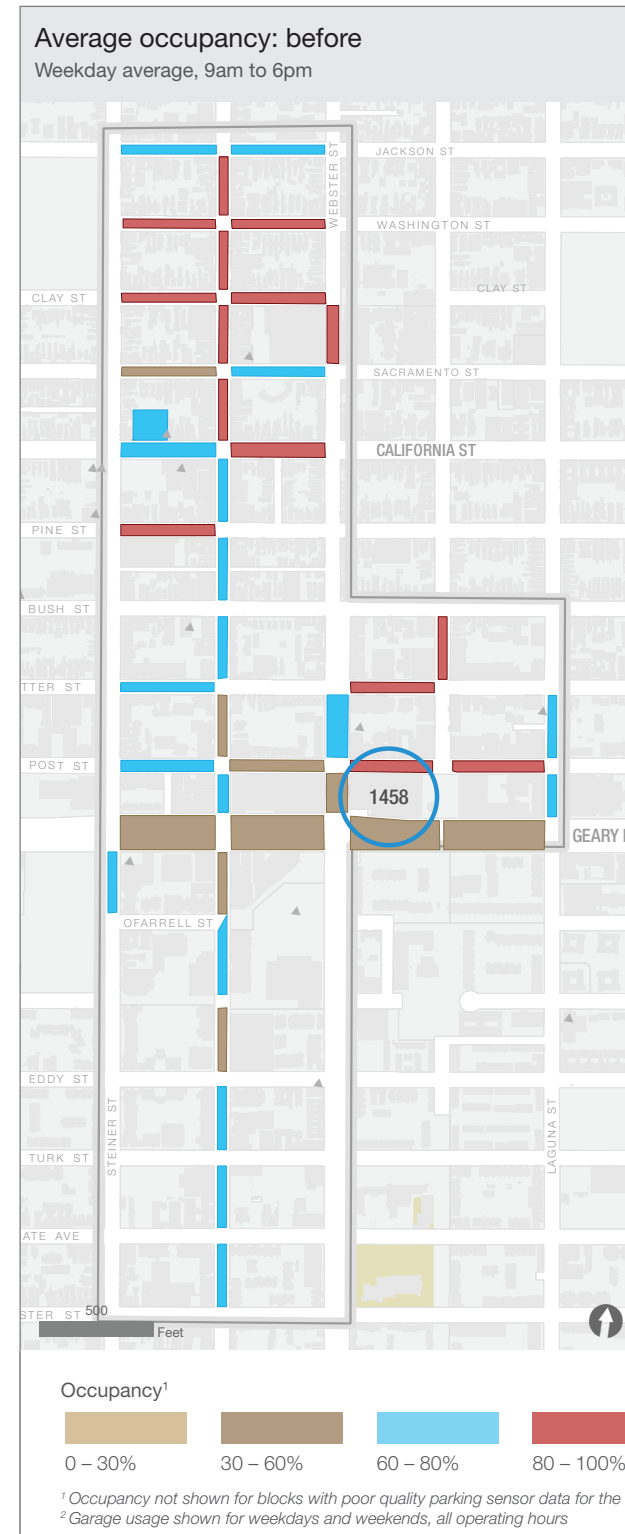 Average occupancy: before
Weekday average, 9am to 6pm
JACKSON ST
WEBSTER ST
WASHINGTON ST
CLAY ST
CLAY ST
SACRAMENTO ST
CALIFORNIA ST
PINE ST
BUSH ST
TTER ST
POST ST
1458
GEARY
OFARRELL ST
EDDY ST
STEINER ST
LAGUNA ST
TURK ST
ATE AVE
STER ST
500
Feet
Occupancy¹
0 – 30%
30 – 60%
60 – 80%
80 – 100%
¹ Occupancy not shown for blocks with poor quality parking sensor data for the
² Garage usage shown for weekdays and weekends, all operating hours